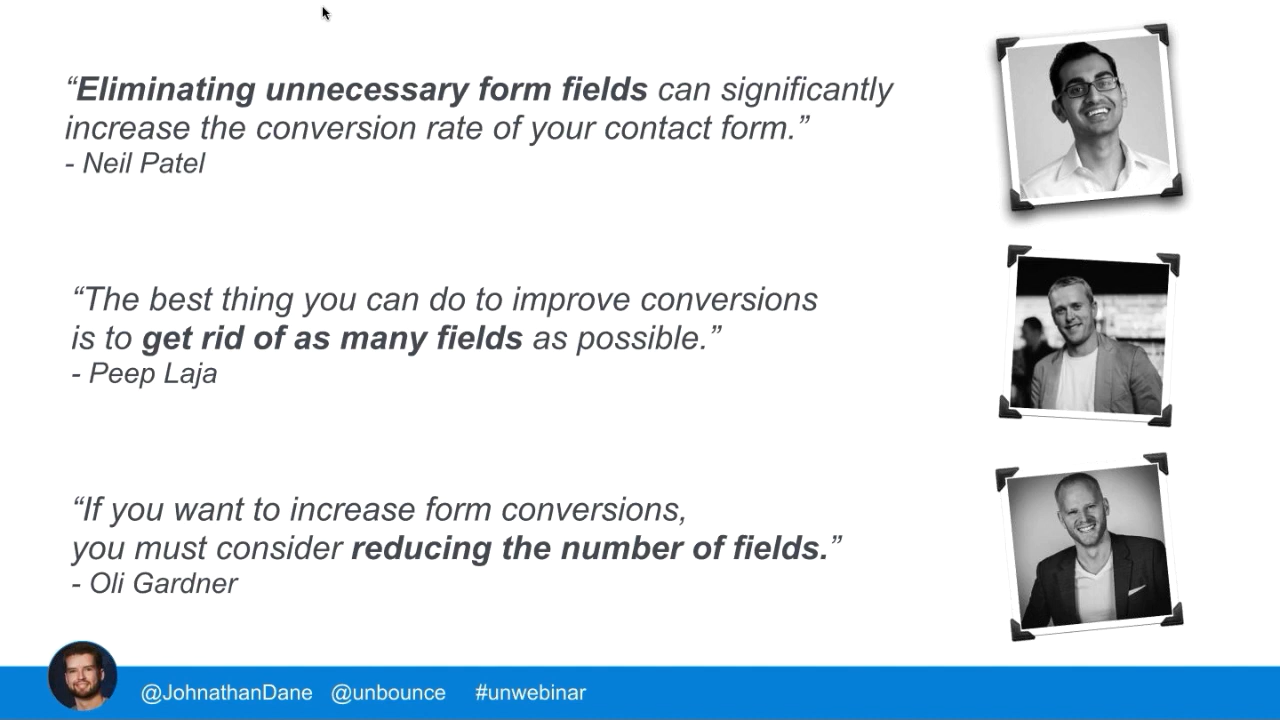 “Eliminating unnecessary form fields can significantly
increase the conversion rate of your contact form.”
- Neil Patel
“The best thing you can do to improve conversions
is to get rid of as many fields as possible.”
- Peep Laja
“If you want to increase form conversions,
you must consider reducing the number of fields.”
- Oli Gardner
@JohnathanDane @unbounce #unwebinar